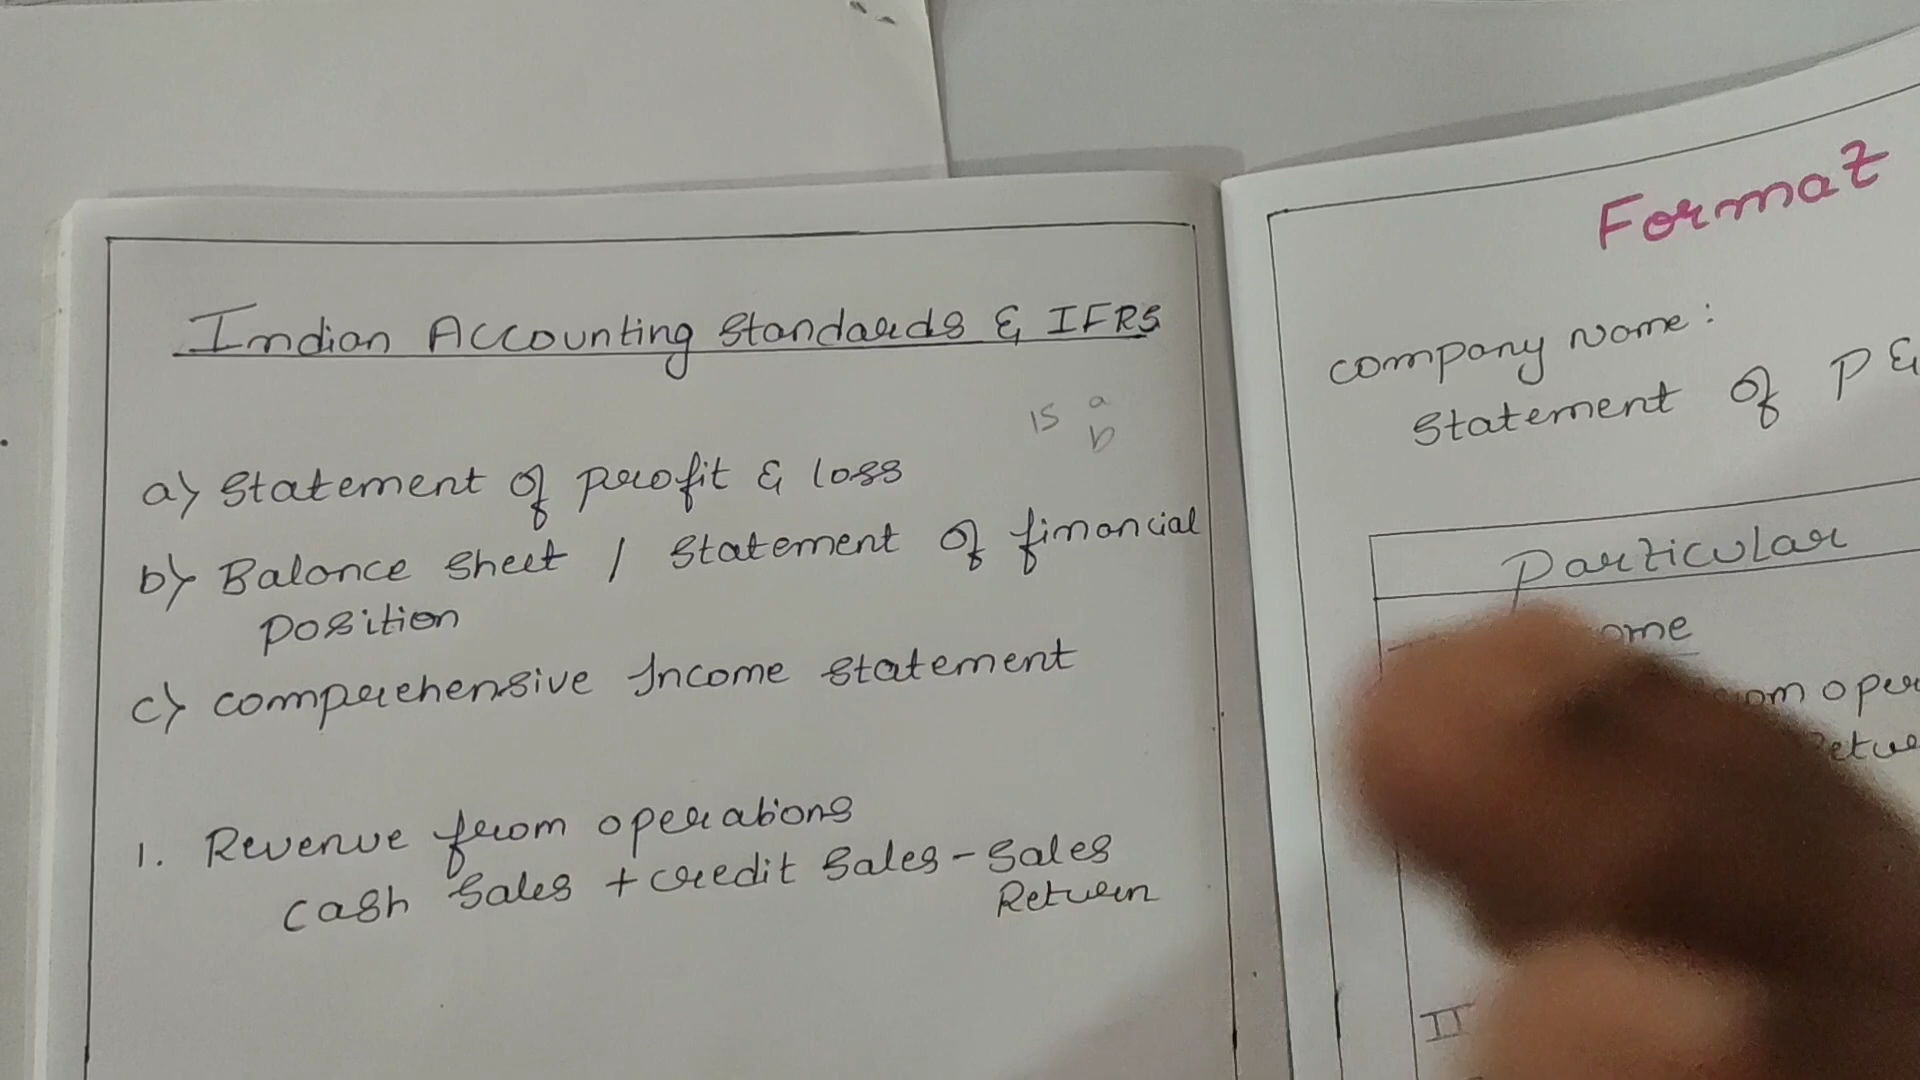 Indian Accounting Standards & IFRS
15 a
b
a) Statement of profit & loss
b) Balance Sheet / Statement of financial
position
c) comprehensive Income statement
1. Revenue from operations
cash Sales + credit Sales - Sales
Return
Format
company name :
Statement of P &
Particular
ome
om oper
II